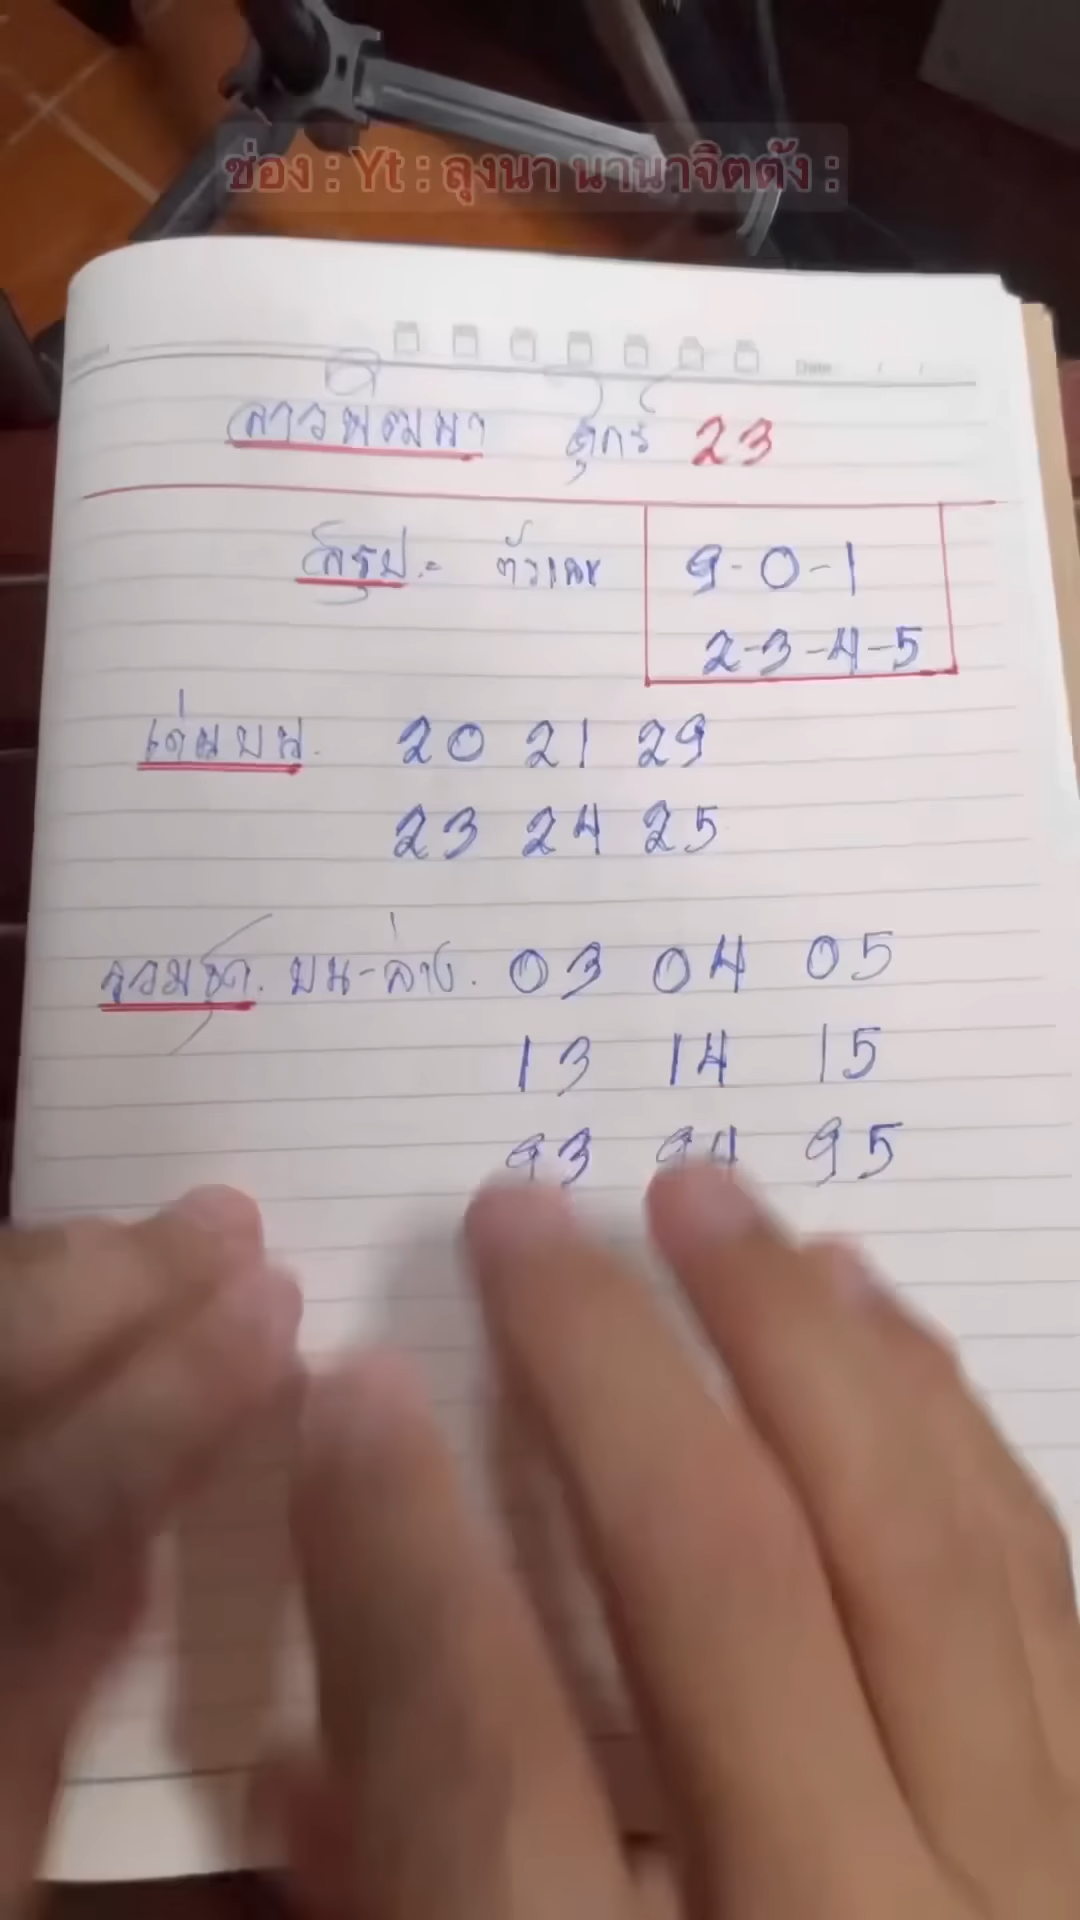 ช่อง : Yt : ลุงนา นานาจิตตัง :
Date / /
ลาวพัฒนา ศุกร์ 23
สรุป = ตัวเลข 9-0-1
2-3-4-5
เด่นบน. 20 21 29
23 24 25
รวมชุด. บน-ล่าง. 03 04 05
13 14 15
93 94 95